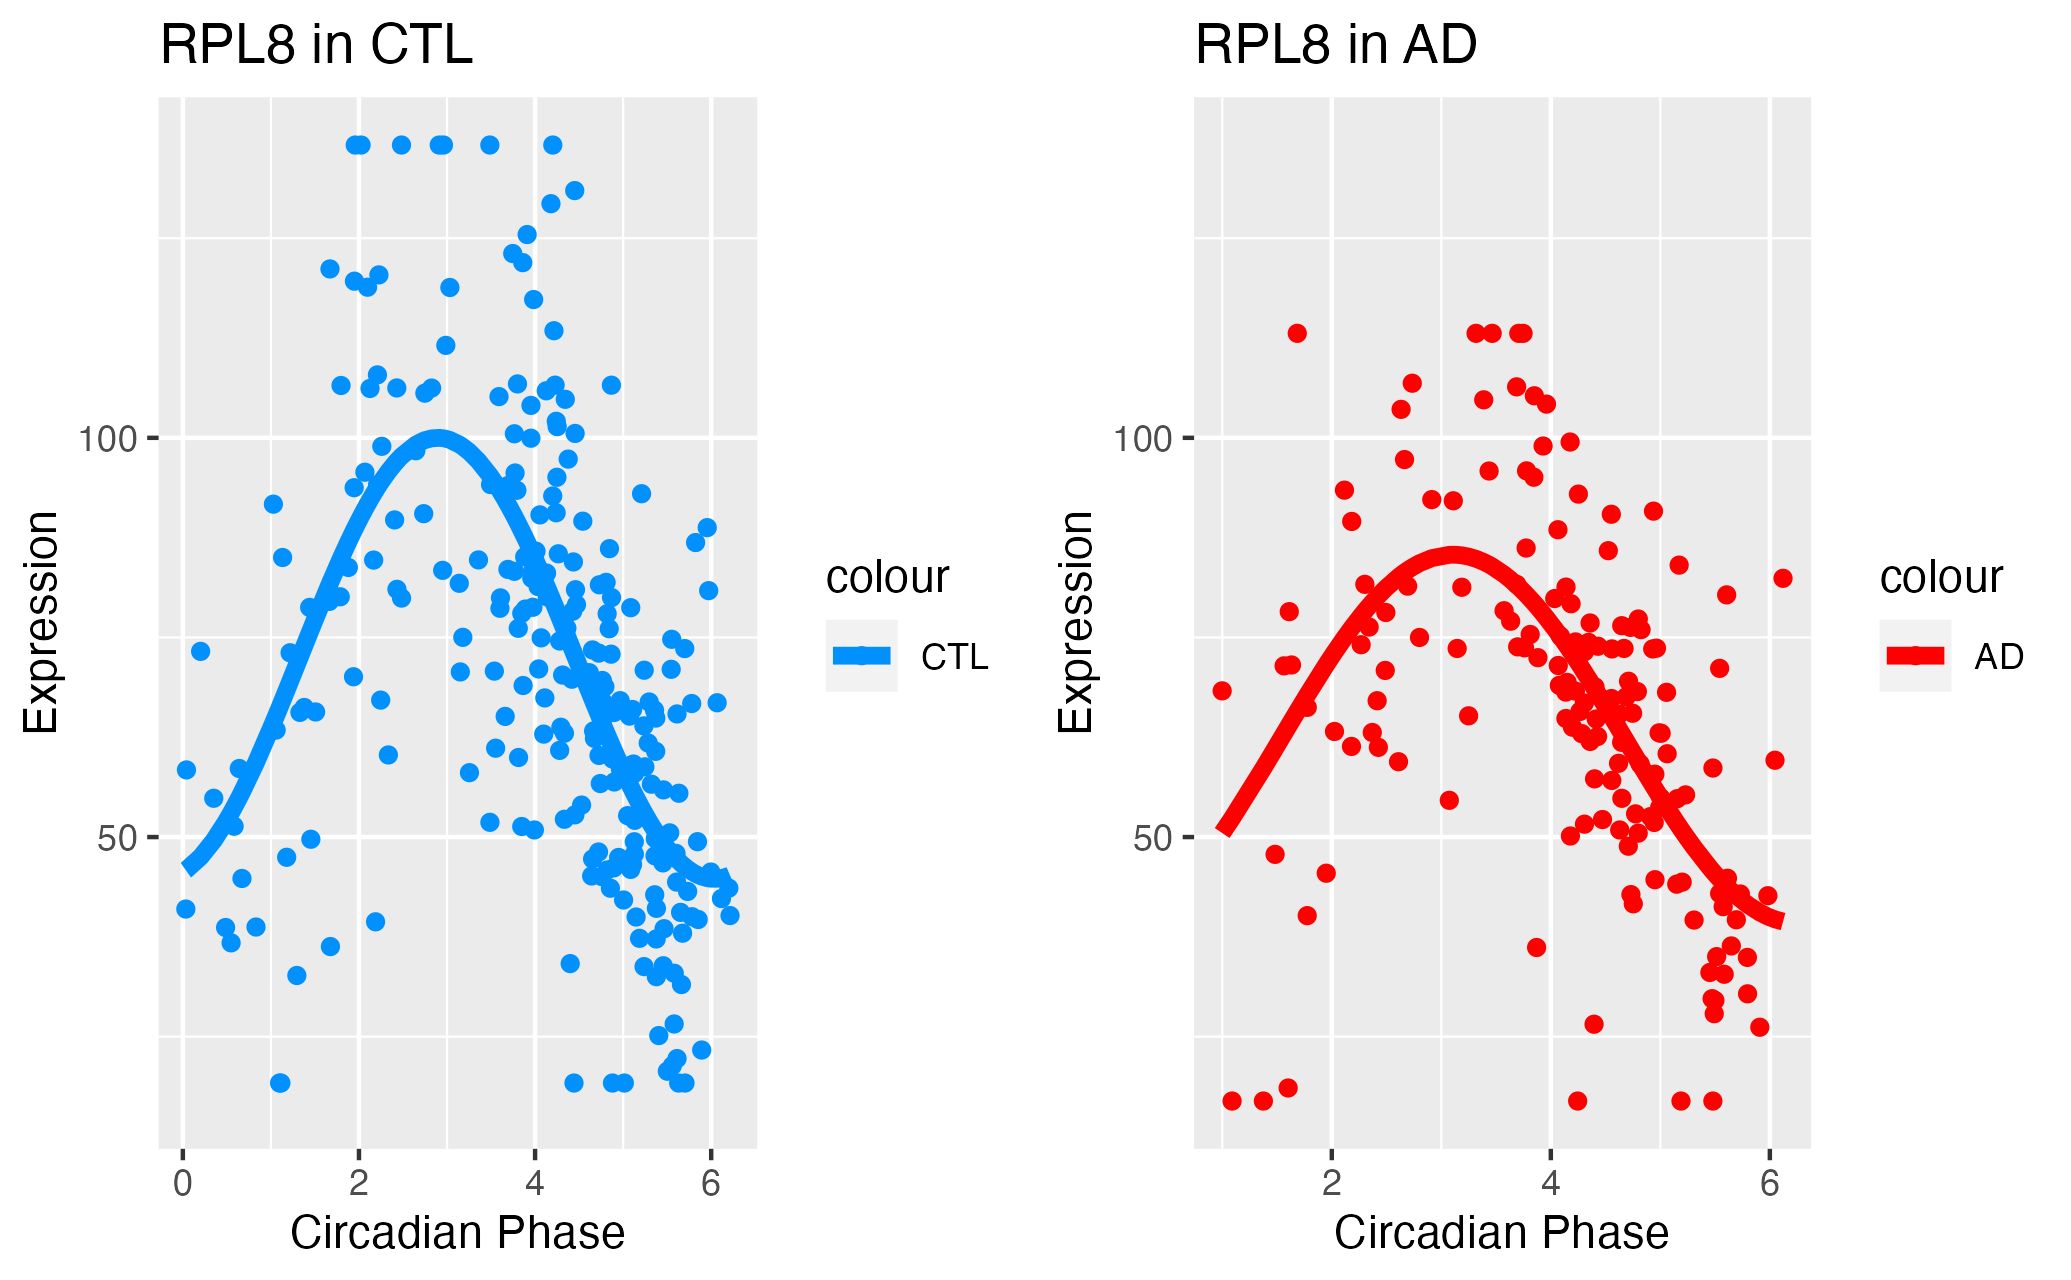 RPL8 in CTL
Expression
100
50
0 2 4 6
Circadian Phase
colour
CTL
RPL8 in AD
Expression
100
50
2 4 6
Circadian Phase
colour
AD